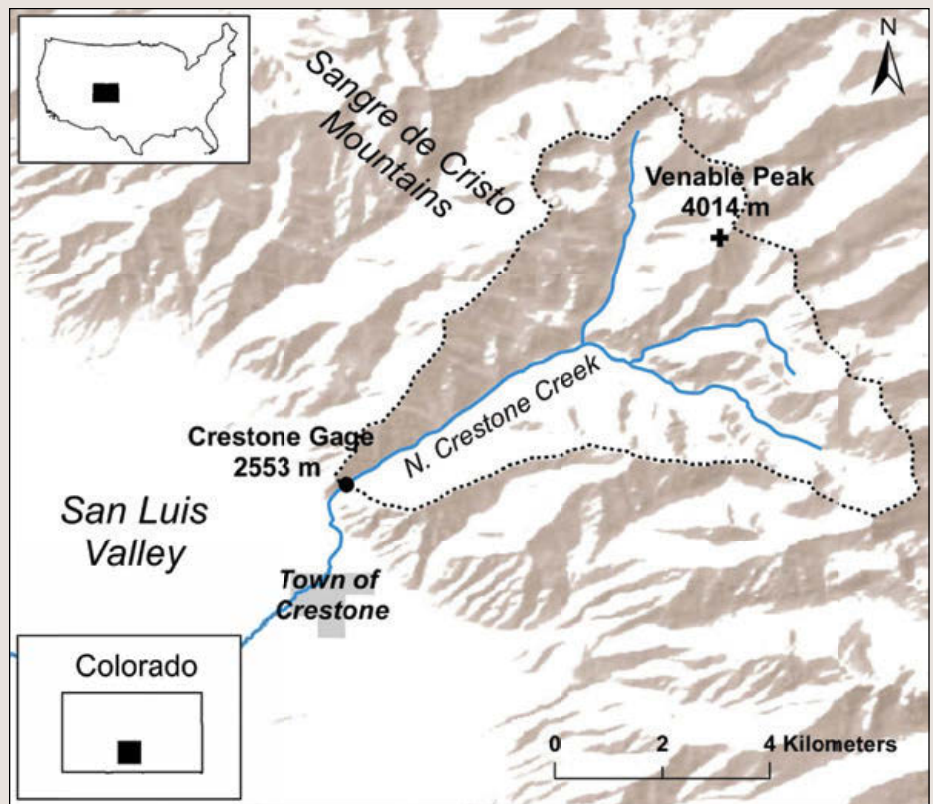 N
Sangre de Cristo
Mountains
Venable Peak
4014 m
N. Crestone Creek
Crestone Gage
2553 m
San Luis
Valley
Town of
Crestone
Colorado
0 2 4 Kilometers